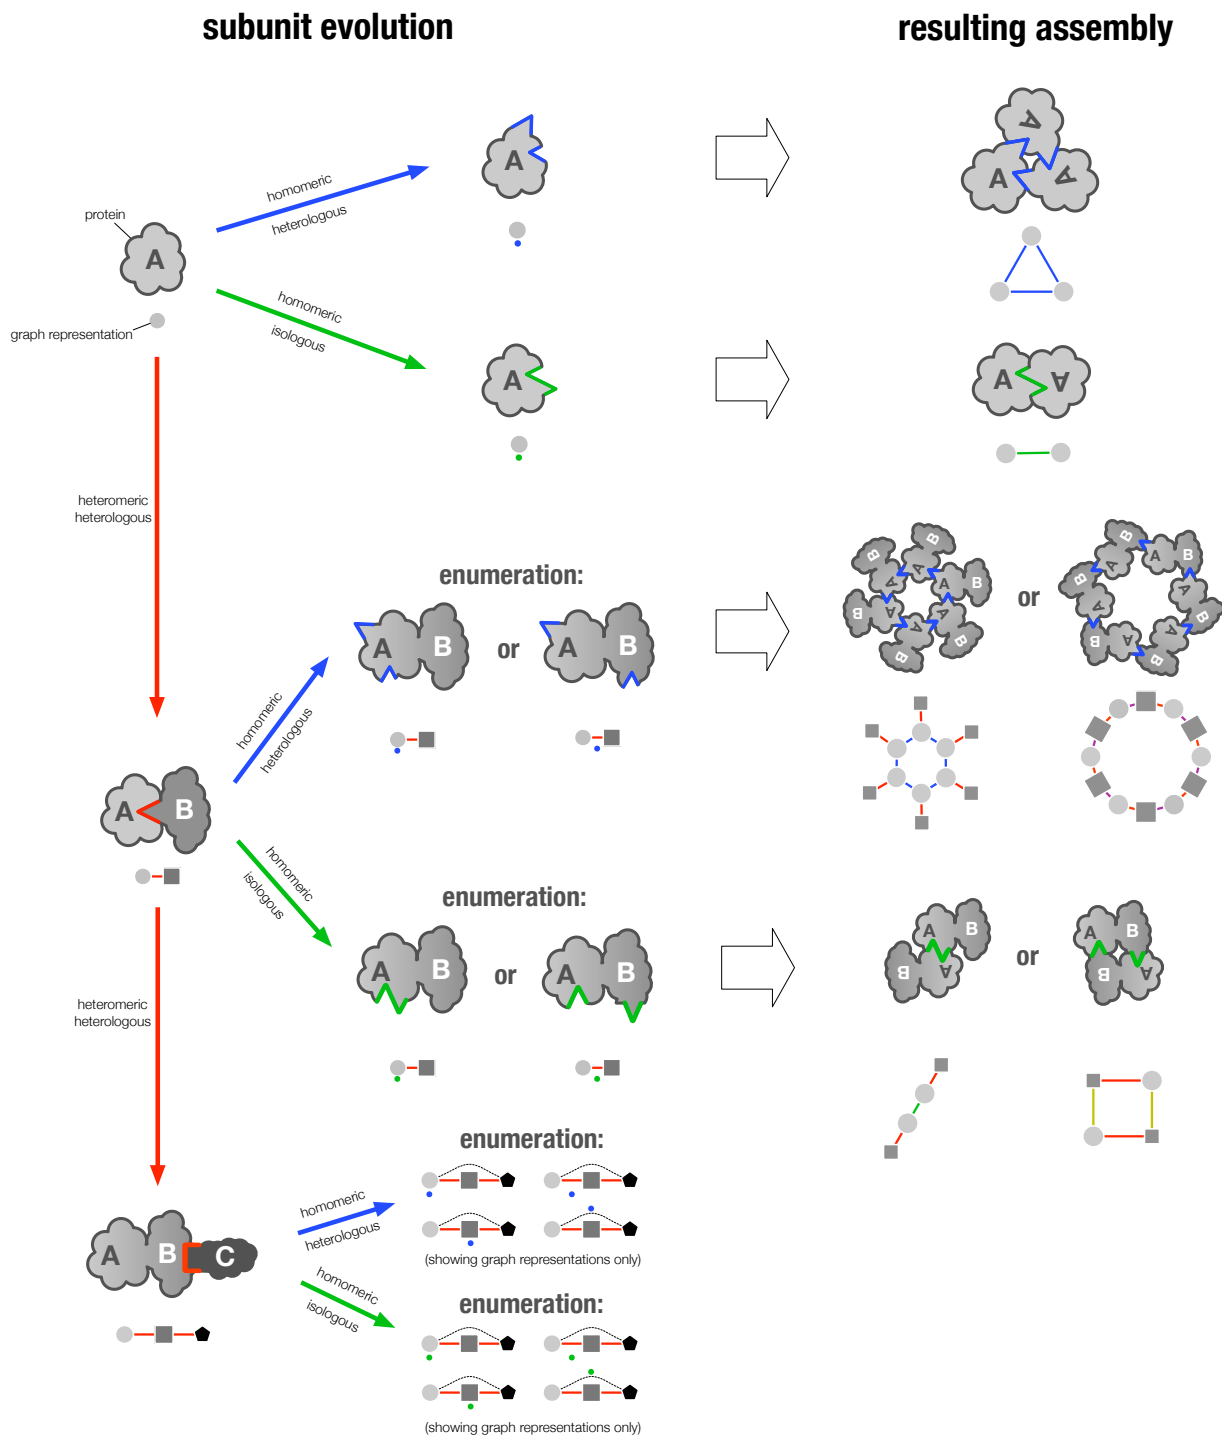 subunit evolution
resulting assembly
A
A
A
A
homomeric
heterologous
protein
A
graph representation
homomeric
isologous
A
A
A
heteromeric
heterologous
enumeration:
A
B
or
A
B
B
B
B
B
B
B
A
A
A
A
A
A
or
B
A
B
A
B
A
B
A
B
A
B
homomeric
heterologous
A
B
homomeric
isologous
enumeration:
A
B
or
A
B
A
B
B
A
or
A
B
B
A
heteromeric
heterologous
enumeration:
homomeric
heterologous
(showing graph representations only)
A
B
C
homomeric
isologous
enumeration:
(showing graph representations only)